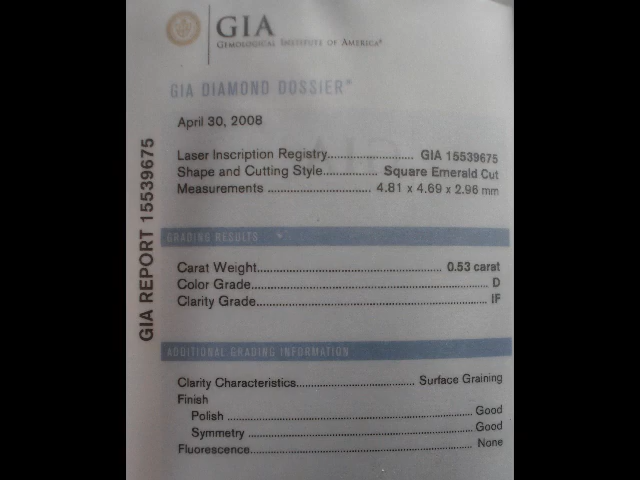 GIA
GEMOLOGICAL INSTITUTE OF AMERICA®
GIA DIAMOND DOSSIER®
April 30, 2008
Laser Inscription Registry........................ GIA 15539675
Shape and Cutting Style................ Square Emerald Cut
Measurements .............................. 4.81 x 4.69 x 2.96 mm
GRADING RESULTS
Carat Weight..................................................... 0.53 carat
Color Grade..................................................................... D
Clarity Grade................................................................... IF
ADDITIONAL GRADING INFORMATION
Clarity Characteristics.................................. Surface Graining
Finish
Polish ..................................................................... Good
Symmetry ................................................................ Good
Fluorescence................................................................. None
GIA REPORT 15539675